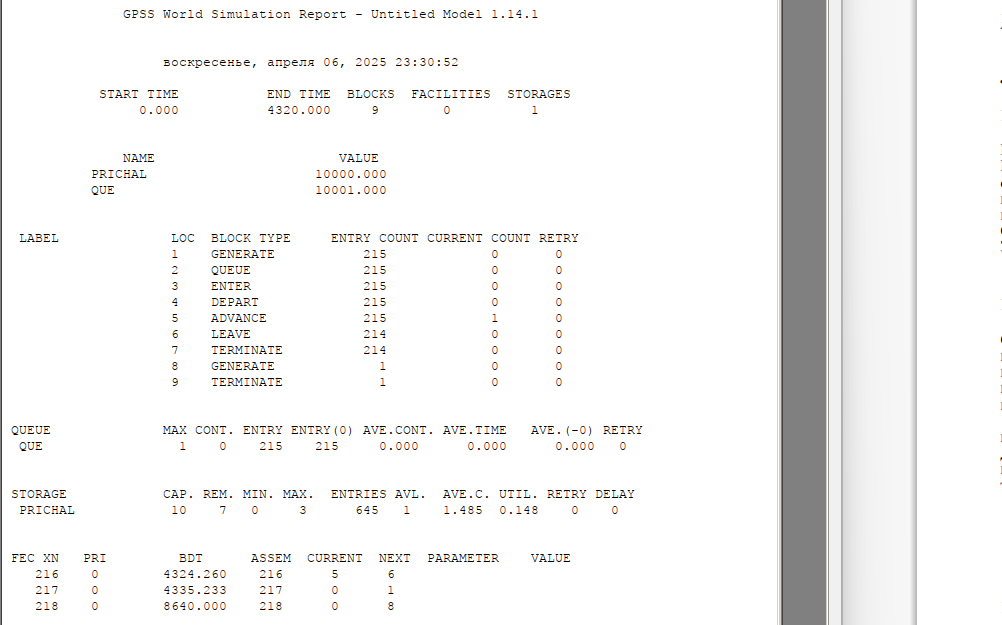 GPSS World Simulation Report - Untitled Model 1.14.1
воскресенье, апреля 06, 2025 23:30:52
START TIME END TIME BLOCKS FACILITIES STORAGES
0.000 4320.000 9 0 1
NAME VALUE
PRICHAL 10000.000
QUE 10001.000
LABEL LOC BLOCK TYPE ENTRY COUNT CURRENT COUNT RETRY
1 GENERATE 215 0 0
2 QUEUE 215 0 0
3 ENTER 215 0 0
4 DEPART 215 0 0
5 ADVANCE 215 1 0
6 LEAVE 214 0 0
7 TERMINATE 214 0 0
8 GENERATE 1 0 0
9 TERMINATE 1 0 0
QUEUE MAX CONT. ENTRY ENTRY(0) AVE.CONT. AVE.TIME AVE.(-0) RETRY
QUE 1 0 215 215 0.000 0.000 0.000 0
STORAGE CAP. REM. MIN. MAX. ENTRIES AVL. AVE.C. UTIL. RETRY DELAY
PRICHAL 10 7 0 3 645 1 1.485 0.148 0 0
FEC XN PRI BDT ASSEM CURRENT NEXT PARAMETER VALUE
216 0 4324.260 216 5 6
217 0 4335.233 217 0 1
218 0 8640.000 218 0 8